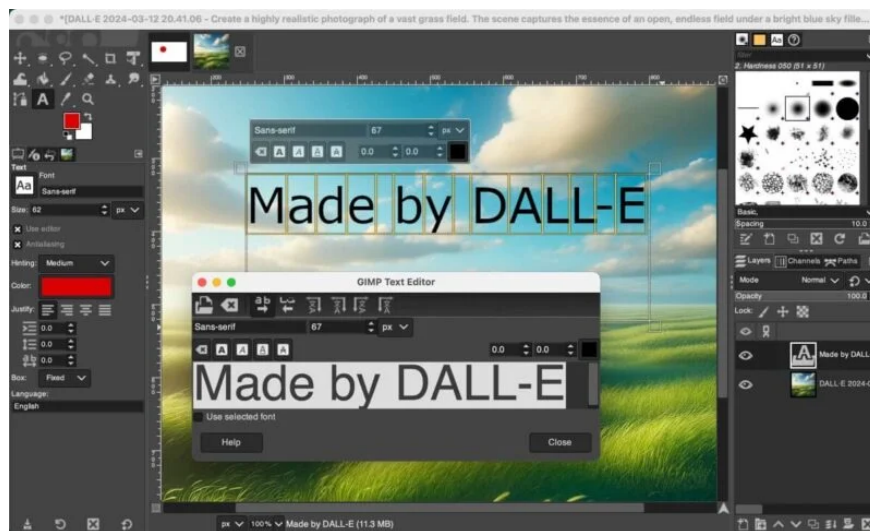 *[DALL-E 2024-03-12 20.41.06 - Create a highly realistic photograph of a vast grass field. The scene captures the essence of an open, endless field under a bright blue sky fille...
2. Hardness 050 (51 × 51)
Sans-serif 67 px
0.0 0.0
Text
Font
Aa Sans-serif
Size: 62 px
Use editor
Antialiasing
Hinting: Medium
Color:
Justify:
0.0
0.0
0.0
Box: Fixed
Language:
English
Made by DALL-E
GIMP Text Editor
Sans-serif 67 px
0.0 0.0
Made by DALL-E
Use selected font
Help Close
Basic,
Spacing 10.0
Layers Channels Paths
Mode Normal
Opacity 100.0
Lock:
Made by DALL
DALL·E 2024-0
px 100% Made by DALL-E (11.3 MB)